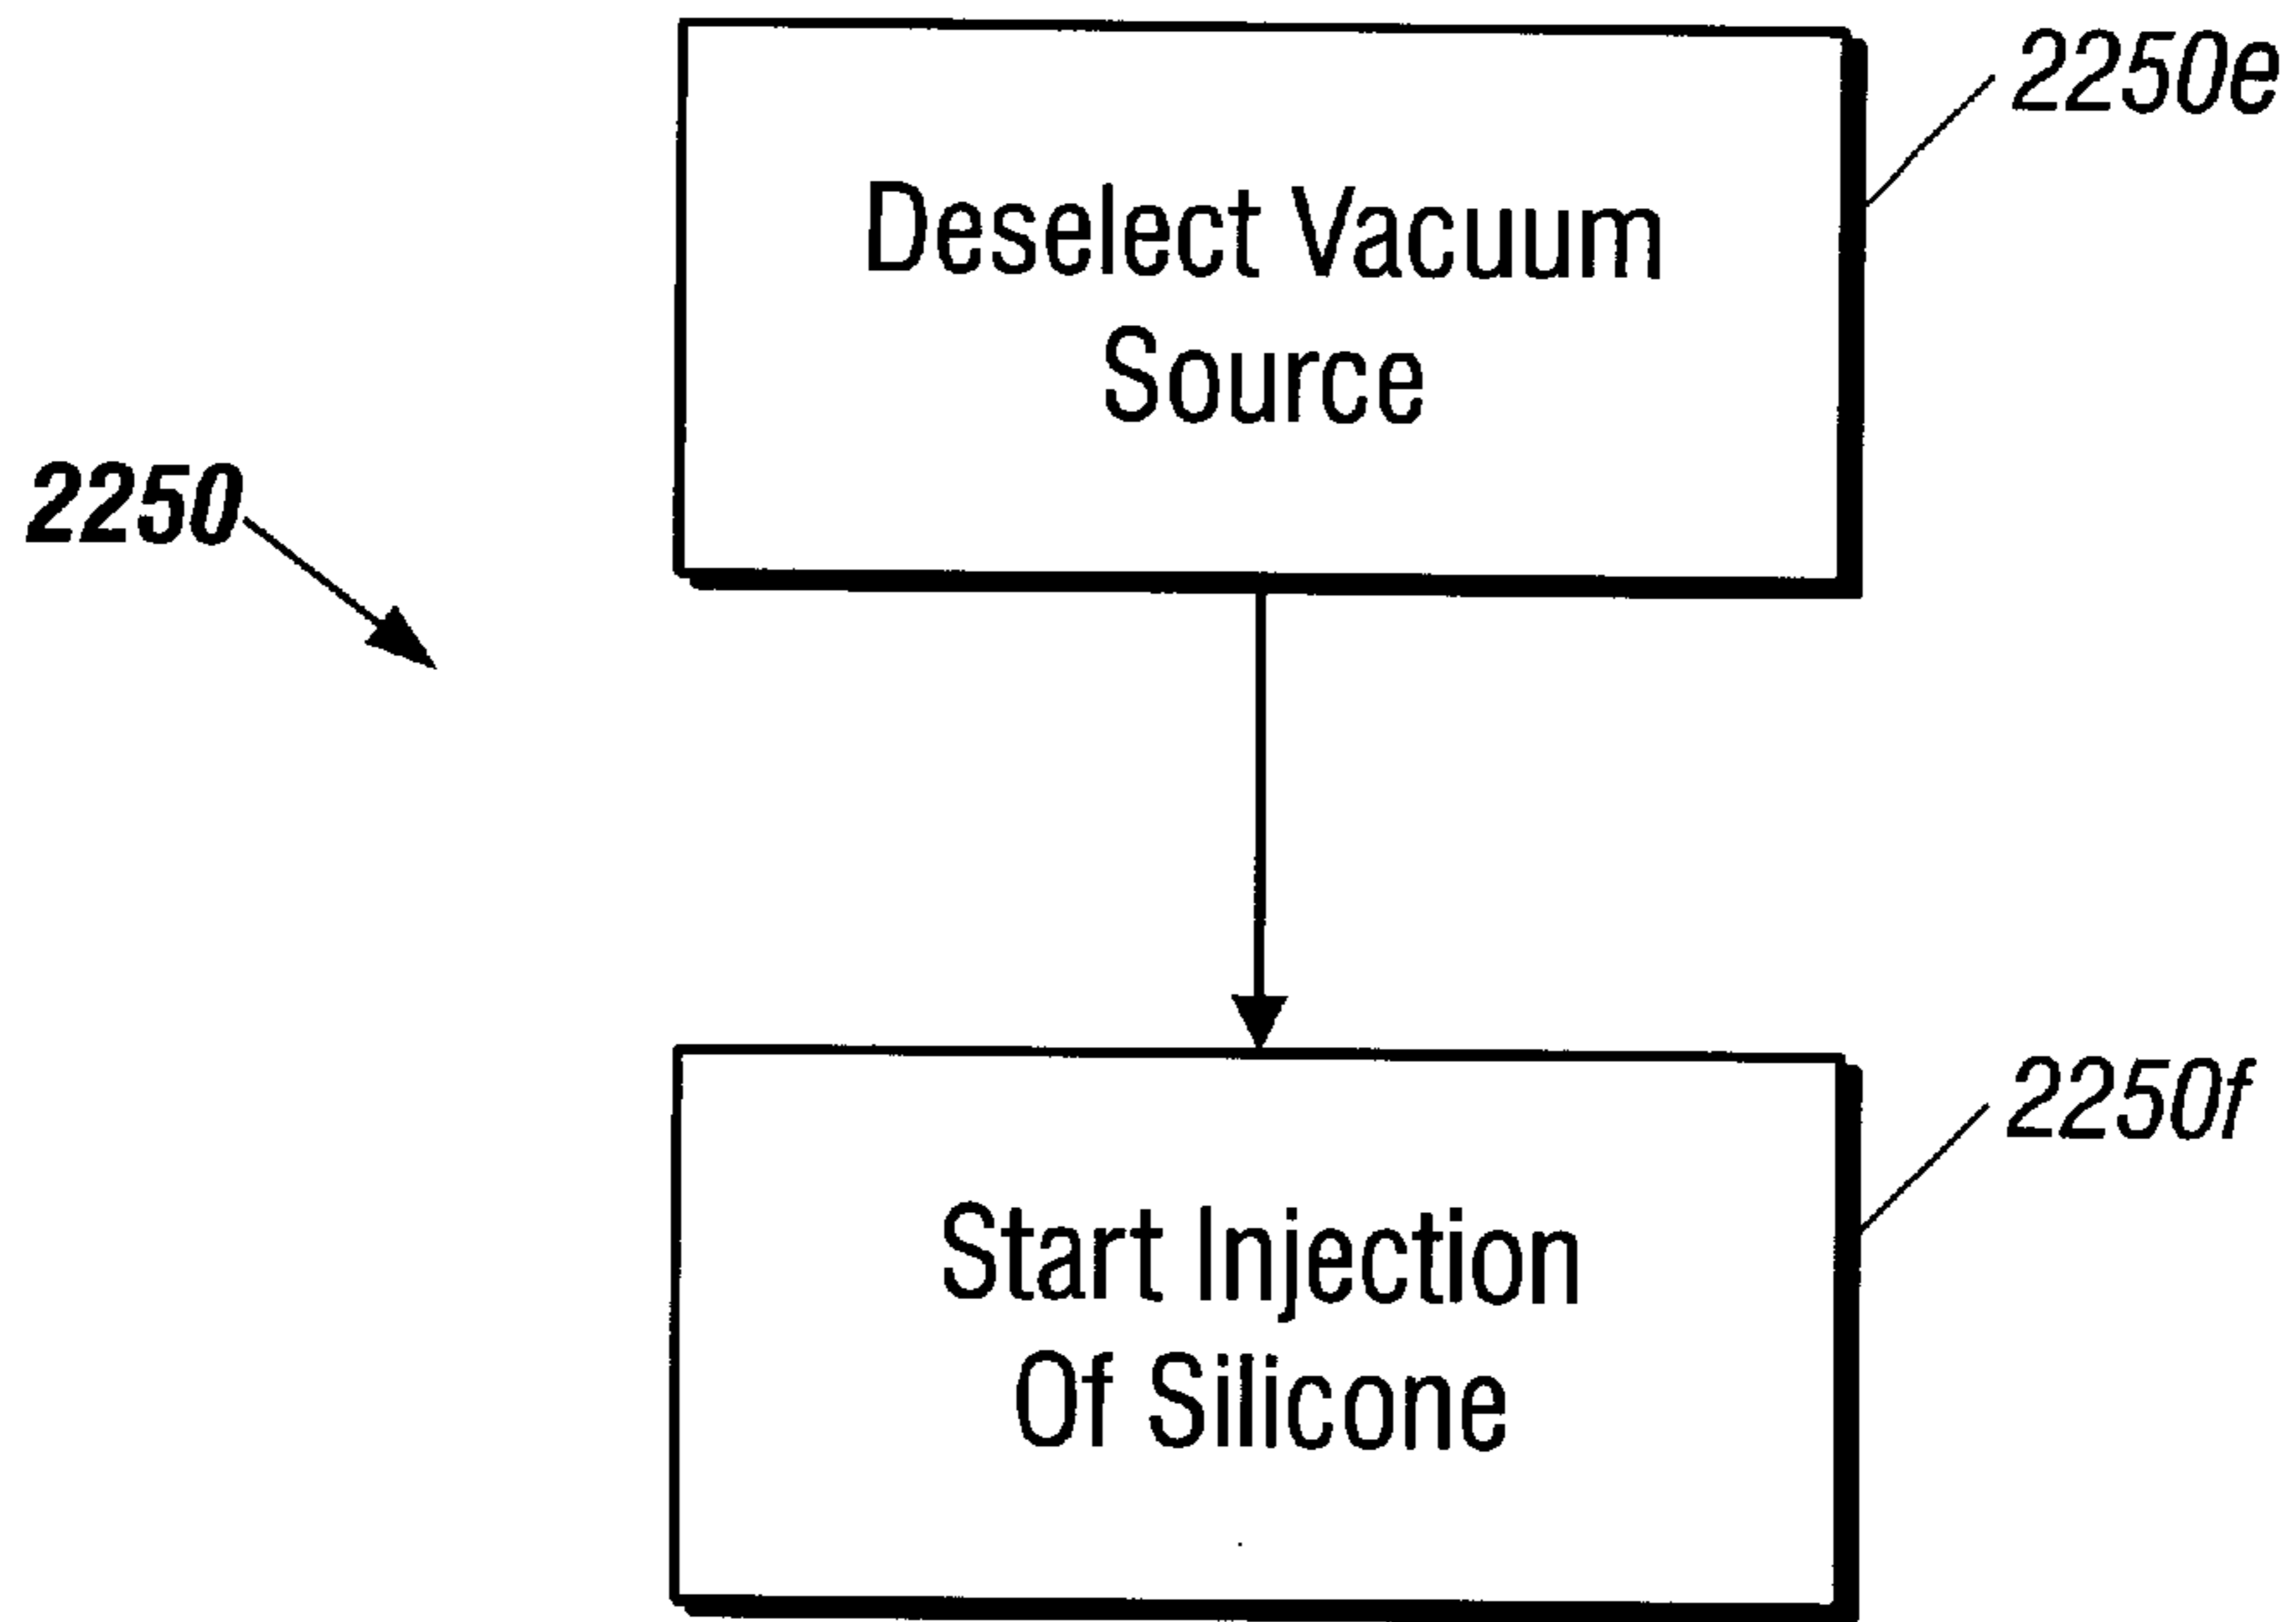 2250e
Deselect Vacuum
Source
2250
2250f
Start Injection
Of Silicone